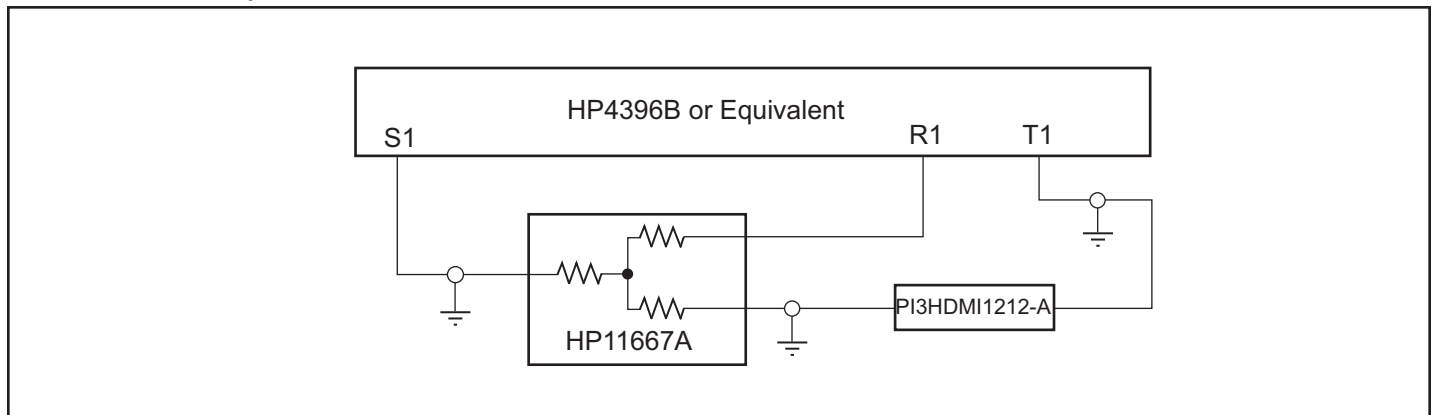 HP4396B or Equivalent
S1
R1
T1
PI3HDMI1212-A
HP11667A